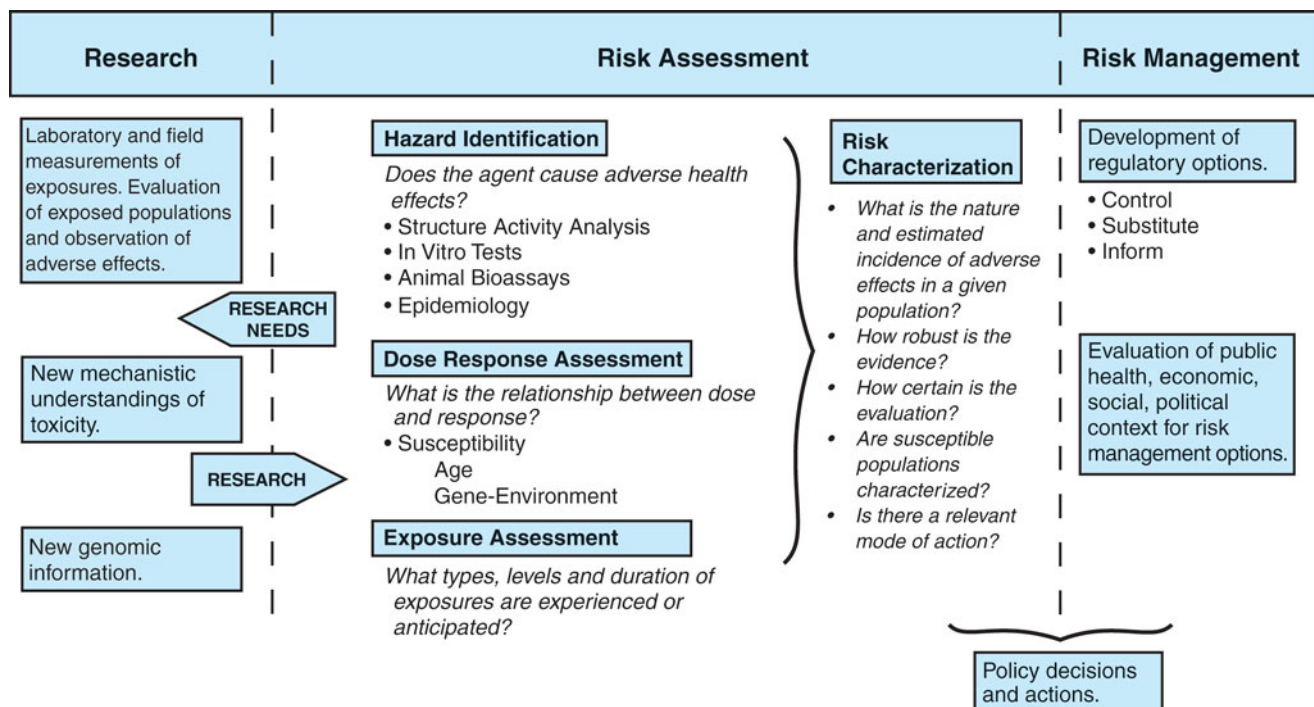 Research
Risk Assessment
Risk Management
Laboratory and field
measurements of
exposures. Evaluation
of exposed populations
and observation of
adverse effects.
RESEARCH
NEEDS
New mechanistic
understandings of
toxicity.
RESEARCH
New genomic
information.
Hazard Identification
Does the agent cause adverse health
effects?
• Structure Activity Analysis
• In Vitro Tests
• Animal Bioassays
• Epidemiology
Dose Response Assessment
What is the relationship between dose
and response?
• Susceptibility
Age
Gene-Environment
Exposure Assessment
What types, levels and duration of
exposures are experienced or
anticipated?
Risk
Characterization
• What is the nature
and estimated
incidence of adverse
effects in a given
population?
• How robust is the
evidence?
• How certain is the
evaluation?
• Are susceptible
populations
characterized?
• Is there a relevant
mode of action?
Development of
regulatory options.
• Control
• Substitute
• Inform
Evaluation of public
health, economic,
social, political
context for risk
management options.
Policy decisions
and actions.